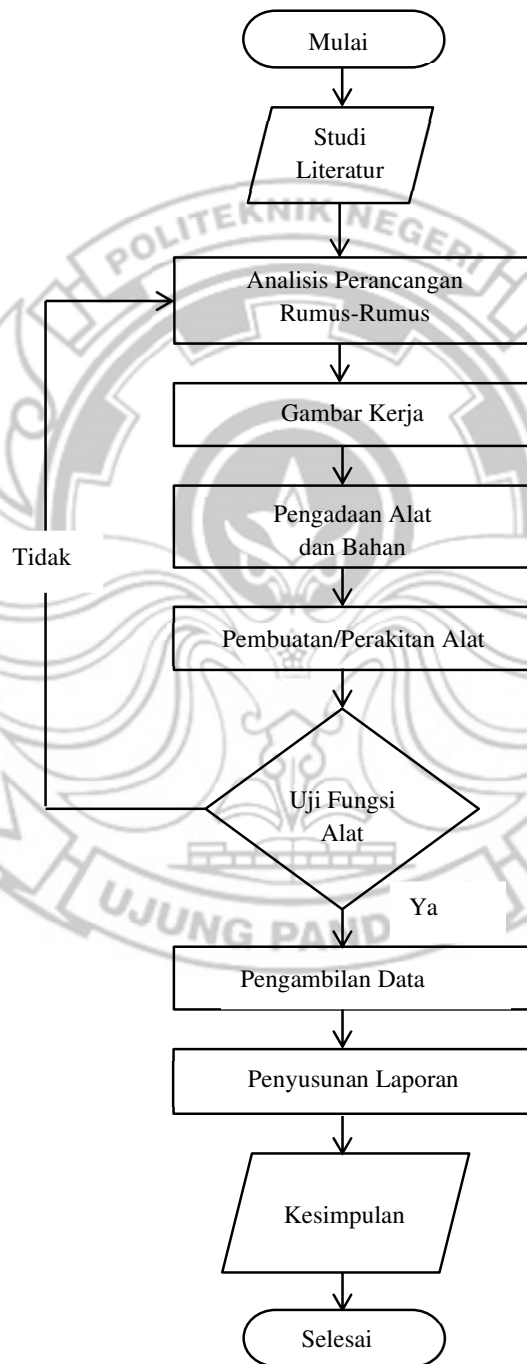 Mulai
Studi
Literatur
POLITEKNIK NEGERI
Analisis Perancangan
Rumus-Rumus
Gambar Kerja
Pengadaan Alat
dan Bahan
Tidak
Pembuatan/Perakitan Alat
Uji Fungsi
Alat
Ya
UJUNG PAND
Pengambilan Data
Penyusunan Laporan
Kesimpulan
Selesai